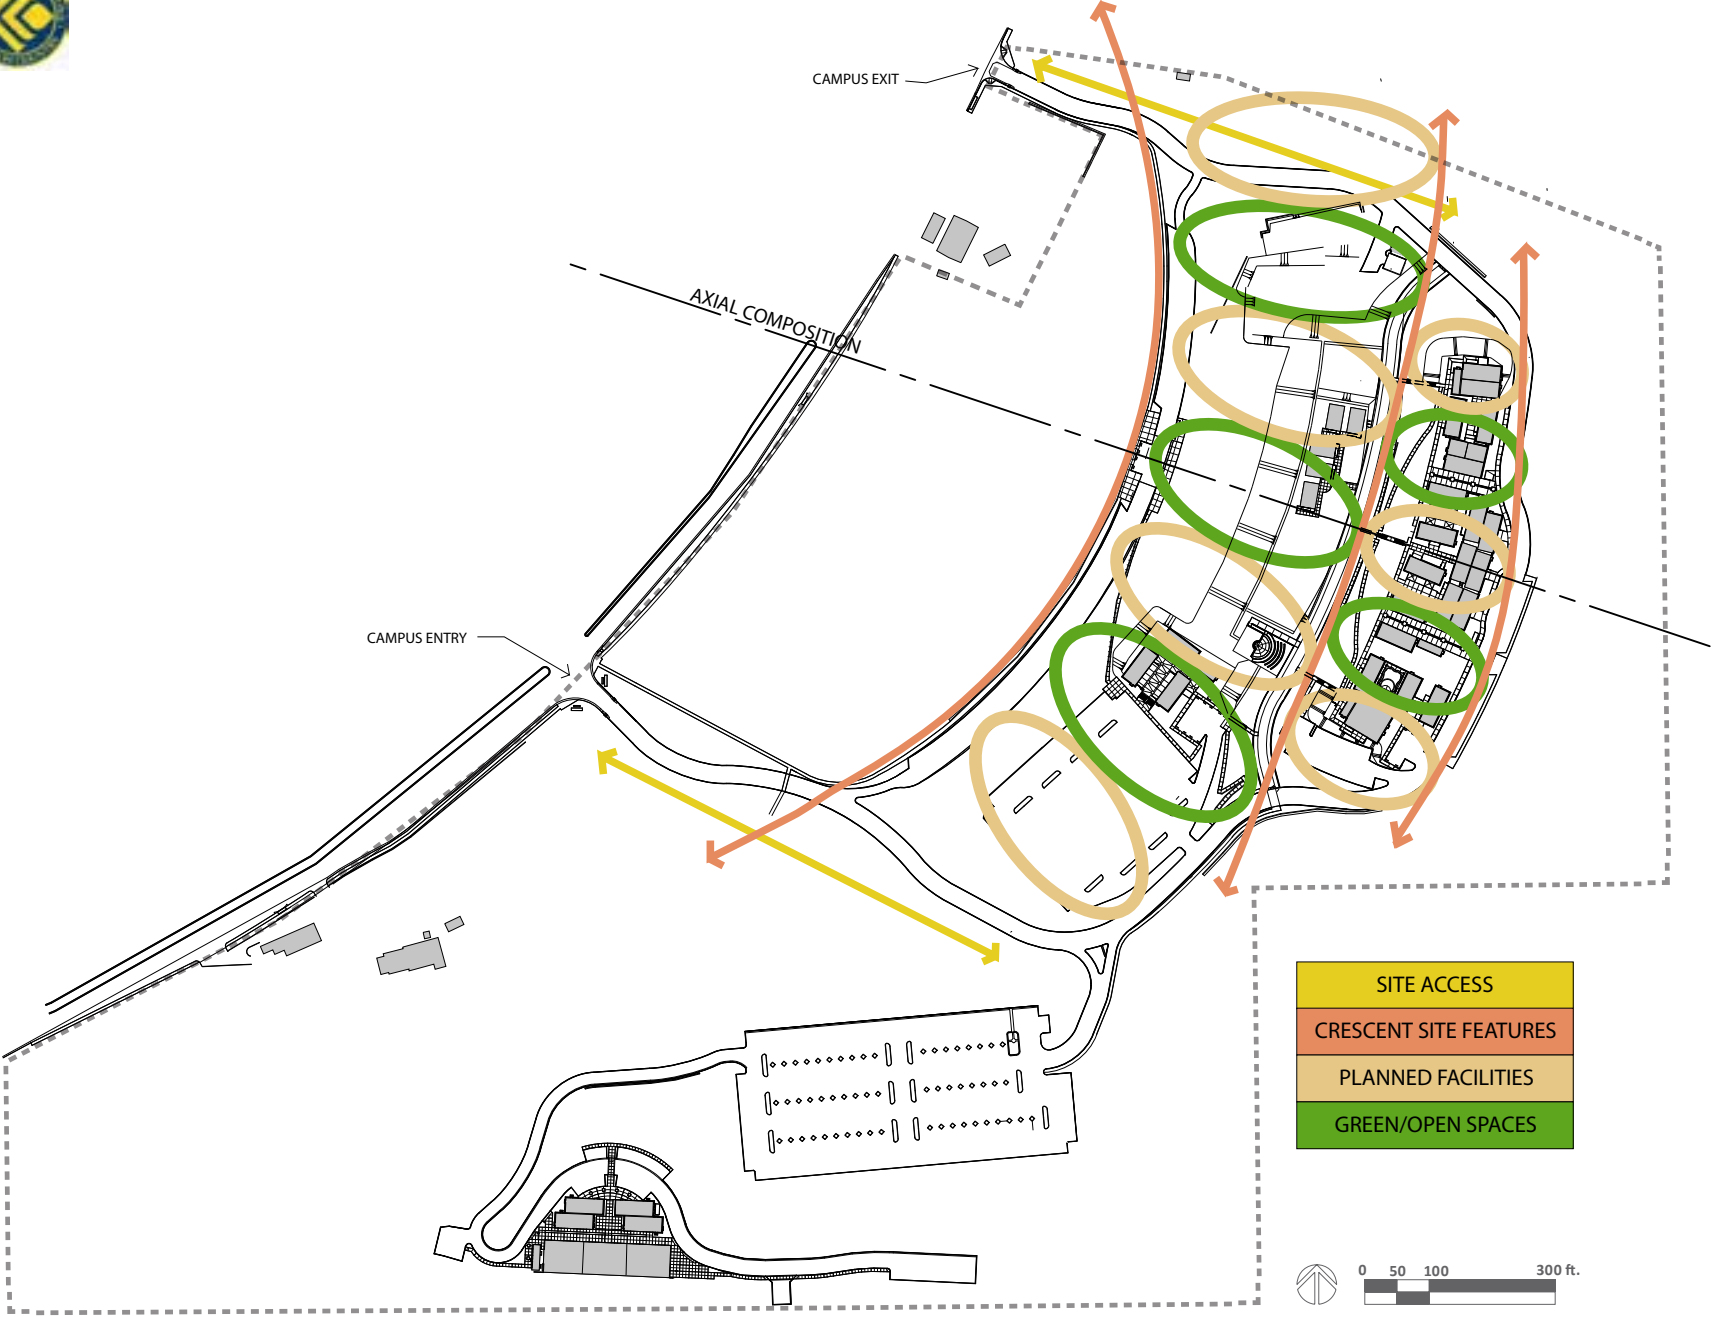 CAMPUS EXIT
AXIAL COMPOSITION
CAMPUS ENTRY
SITE ACCESS
CRESCENT SITE FEATURES
PLANNED FACILITIES
GREEN/OPEN SPACES
0 50 100 300 ft.